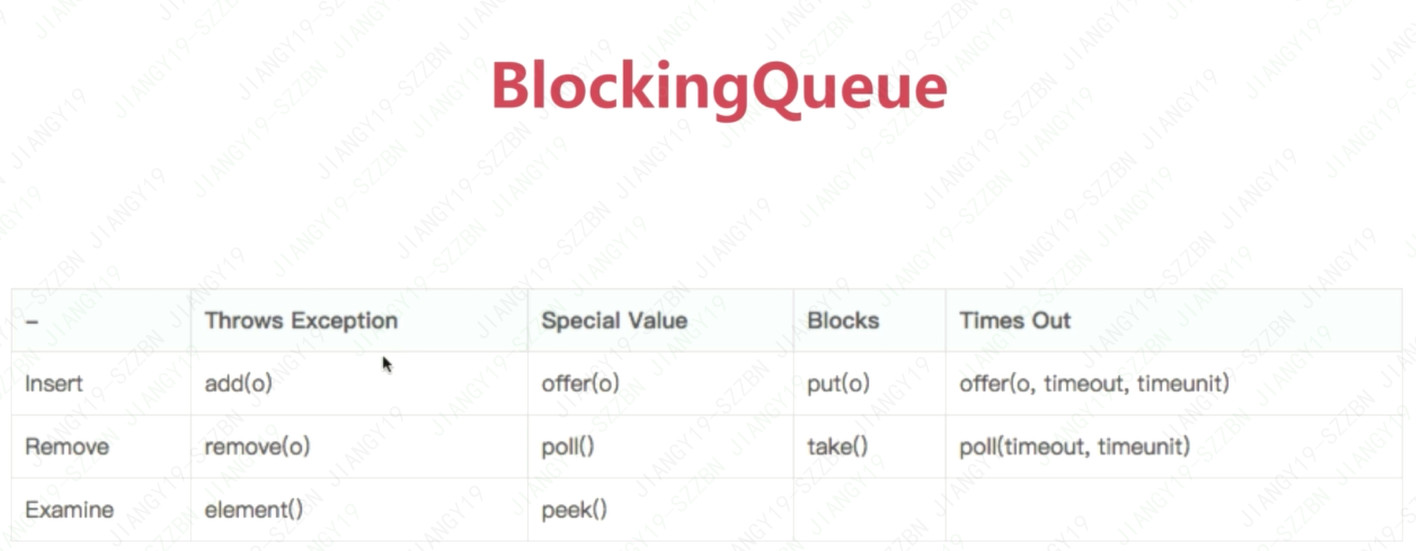 BlockingQueue
– Throws Exception Special Value Blocks Times Out
Insert add(o) offer(o) put(o) offer(o, timeout, timeunit)
Remove remove(o) poll() take() poll(timeout, timeunit)
Examine element() peek()
JIANGY19-SZZBN JIANGY19